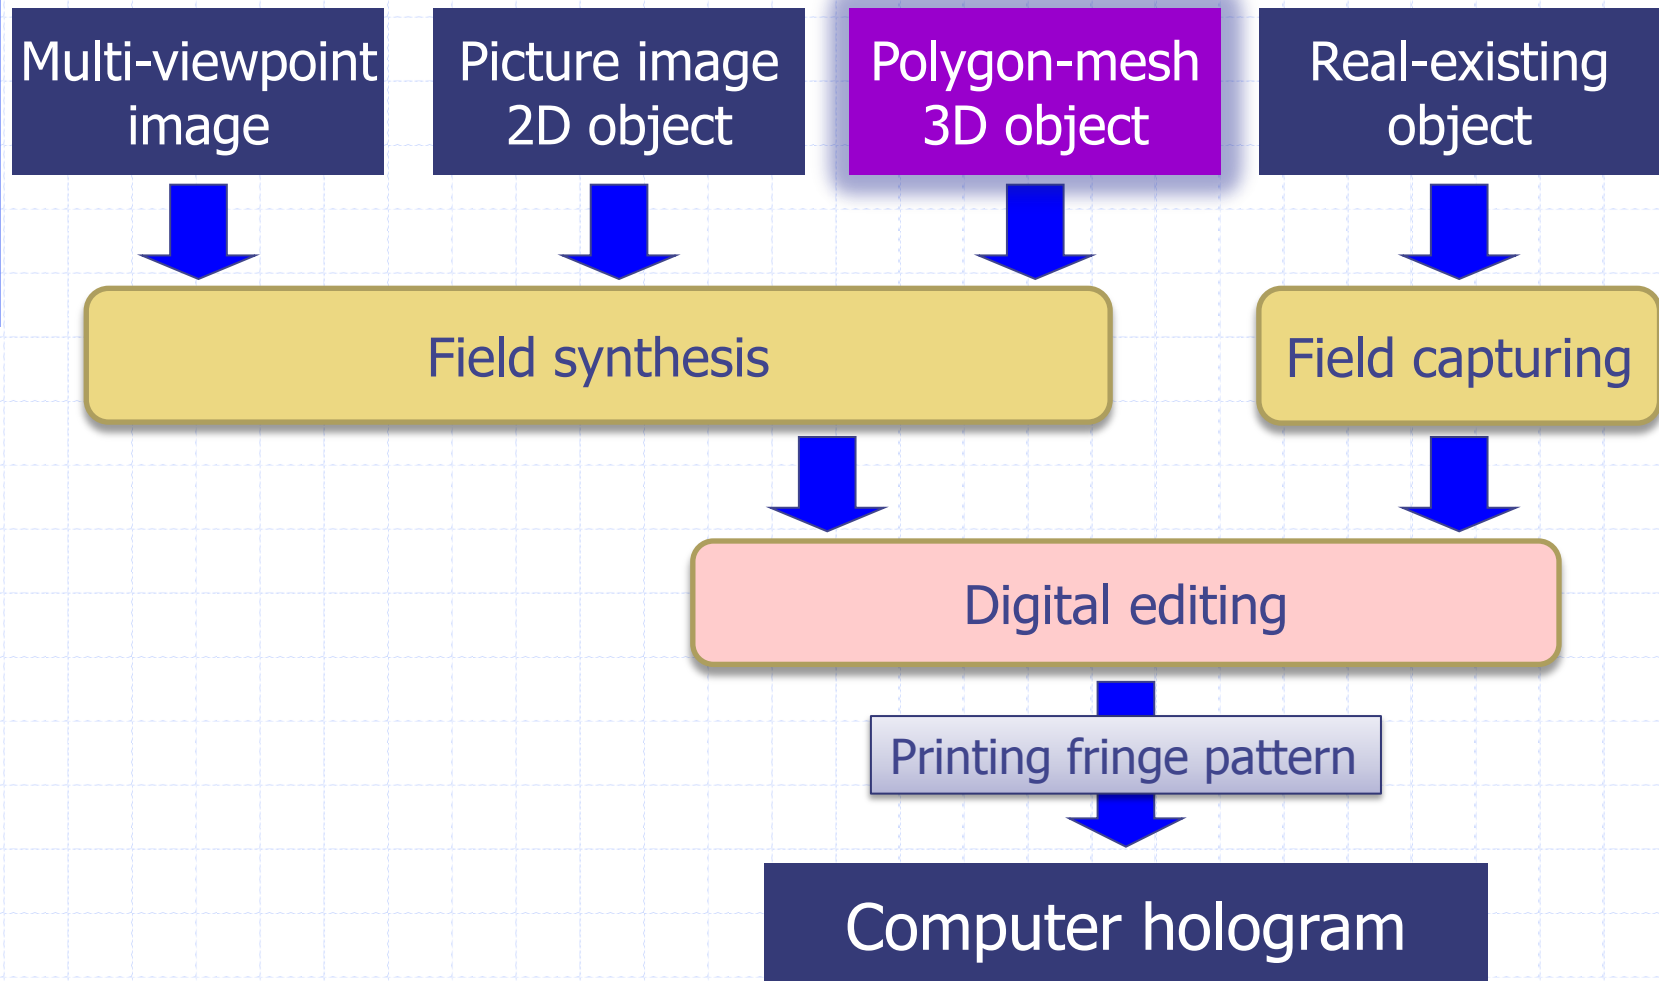 Multi-viewpoint
image
Picture image
2D object
Polygon-mesh
3D object
Real-existing
object
Field synthesis
Field capturing
Digital editing
Printing fringe pattern
Computer hologram